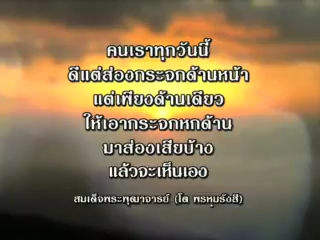 คนเราทุกวันนี้
ดีแต่ส่องกระจกด้านหน้า
แต่เพียงด้านเดียว
ให้เอากระจกหกด้าน
มาส่องเสียบ้าง
แล้วจะเห็นเอง
สมเด็จพระพุฒาจารย์ (โต พรหมรังสี)